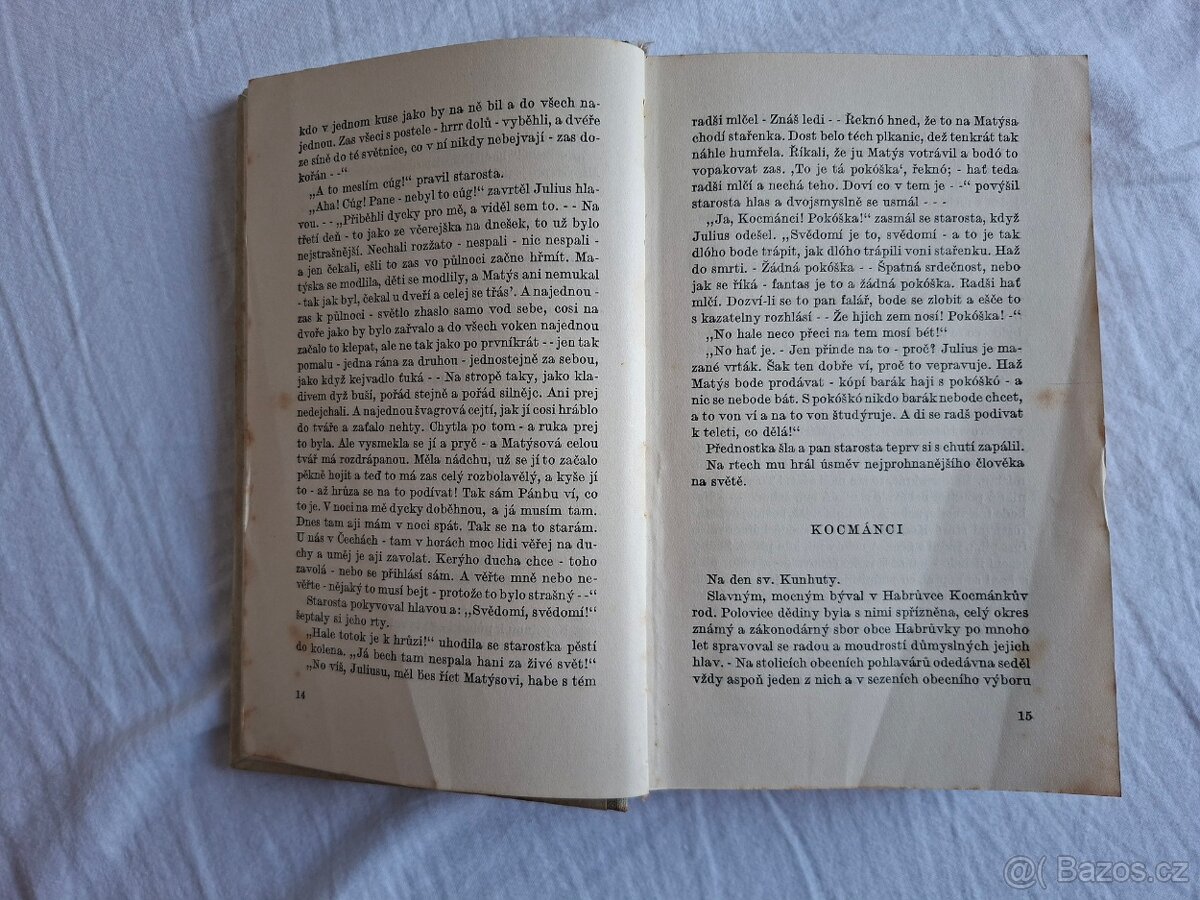 kdo v jednom kuse jako by na ně bil a do všech na-
jednou. Zas všeci s postele - hrrr dolů - vyběhli, a dvéře
ze síně do té světnice, co v ní nikdy nebejvají - zas do-
kořán - -"
„A to meslím cúg!" pravil starosta.
„Aha! Cúg! Pane - nebyl to cúg!" zavrtěl Julius hla-
vou. - - „Přiběhli dycky pro mě, a viděl sem to. - - Na
třetí deň - to jako ze včerejška na dnešek, to už bylo
nejstrašnější. Nechali rozžato - nespali - nic nespali -
a jen čekali, ešli to zas vo půlnoci začne hřmít. Ma-
týska se modlila, děti se modlily, a Matýs ani nemukal
- tak jak byl, čekal u dveří a celej se třás’. A najednou -
zas k půlnoci - světlo zhaslo samo vod sebe, cosi na
dvoře jako by bylo zařvalo a do všech voken najednou
začalo to klepat, ale ne tak jako po prvníkrát - - jen tak
pomalu - jedna rána za druhou - jednostejně za sebou,
jako když kejvadlo ťuká - - Na stropě taky, jako kla-
divem dyž buší, pořád stejně a pořád silnějc. Ani prej
nedejchali. A najednou švagrová cejtí, jak jí cosi hráblo
do tváře a zaťalo nehty. Chytla po tom - a ruka prej
to byla. Ale vysmekla se jí a pryč - a Matýsová celou
tvář má rozdrápanou. Měla nádchu, už se jí to začalo
pěkně hojit a teď to má zas celý rozbolavělý, a kyše jí
to - až hrůza se na to podívat! Tak sám Pánbu ví, co
to je. V noci na mě dycky doběhnou, a já musím tam.
Dnes tam aji mám v noci spát. Tak se na to starám.
U nás v Čechách - tam v horách moc lidi věřej na du-
chy a uměj je aji zavolat. Kerýho ducha chce - toho
zavolá - nebo se přihlásí sám. A věřte mně nebo ne-
věřte - nějaký to musí bejt - protože to bylo strašný - -"
Starosta pokyvoval hlavou a: „Svědomí, svědomí!"
šeptaly si jeho rty.
„Hale totok je k hrůzi!" uhodila se starostka pěstí
do kolena. „Já bech tam nespala hani za živé svět!"
„No víš, Juliusu, měl bes říct Matýsovi, habe s tém
14
radši mlčel - Znáš ledi - - Řeknó hned, že to na Matýsa
chodí stařenka. Dost belo téch plkanic, dež tenkrát tak
náhle humřela. Říkali, že ju Matýs votrávil a bodó to
vopakovat zas. ‚To je tá pokóška‘, řeknó; - hať teda
radši mlčí a nechá teho. Doví co v tem je - -" povýšil
starosta hlas a dvojsmyslně se usmál - - -
„Ja, Kocmánci! Pokóška!" zasmál se starosta, když
Julius odešel. „Svědomí je to, svědomí - a to je tak
dlóho bode trápit, jak dlóho trápili voni stařenku. Haž
do smrti. - Žádná pokóška - - Špatná srdečnost, nebo
jak se říká - fantas je to a žádná pokóška. Radši hať
mlčí. Dozví-li se to pan falář, bode se zlobit a ešče to
s kazatelny rozhlásí - - Že hjich zem nosí! Pokóška! -"
„No hale neco přeci na tem mosí bét!"
„No hať je. - Jen přinde na to - proč? Julius je ma-
zané vrták. Šak ten dobře ví, proč to vepravuje. Haž
Matýs bode prodávat - kópí barák haji s pokóškó - a
nic se nebode bát. S pokóškó nikdo barák nebode chcet,
a to von ví a na to von študýruje. A di se radš podivat
k teleti, co dělá!"
Přednostka šla a pan starosta teprv si s chutí zapálil.
Na rtech mu hrál úsměv nejprohnanějšího člověka
na světě.
KOCMÁNCI
Na den sv. Kunhuty.
Slavným, mocným býval v Habrůvce Kocmánkův
rod. Polovice dědiny byla s nimi spřízněna, celý okres
známý a zákonodárný sbor obce Habrůvky po mnoho
let spravoval se radou a moudrostí důmyslných jejich
hlav. - Na stolicích obecních pohlavárů odedávna seděl
vždy aspoň jeden z nich a v sezeních obecního výboru
15
Bazos.cz